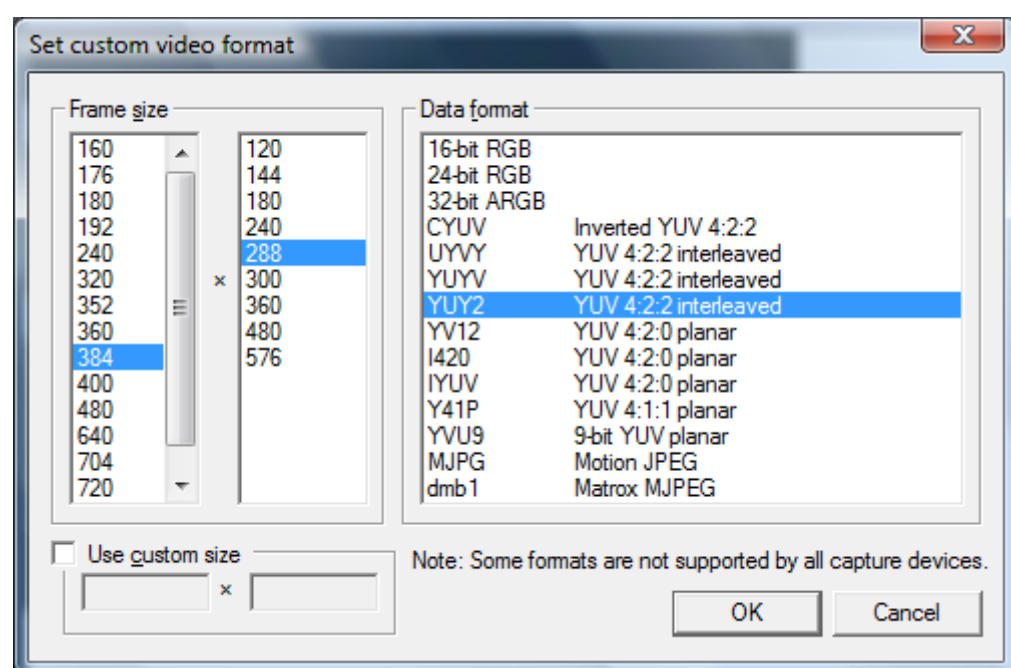 Set custom video format
Frame size
160
176
180
192
240
320
352
360
384
400
480
640
704
720
×
120
144
180
240
288
300
360
480
576
Data format
16-bit RGB
24-bit RGB
32-bit ARGB
CYUV Inverted YUV 4:2:2
UYVY YUV 4:2:2 interleaved
YUYV YUV 4:2:2 interleaved
YUY2 YUV 4:2:2 interleaved
YV12 YUV 4:2:0 planar
I420 YUV 4:2:0 planar
IYUV YUV 4:2:0 planar
Y41P YUV 4:1:1 planar
YVU9 9-bit YUV planar
MJPG Motion JPEG
dmb1 Matrox MJPEG
Use custom size
×
Note: Some formats are not supported by all capture devices.
OK Cancel